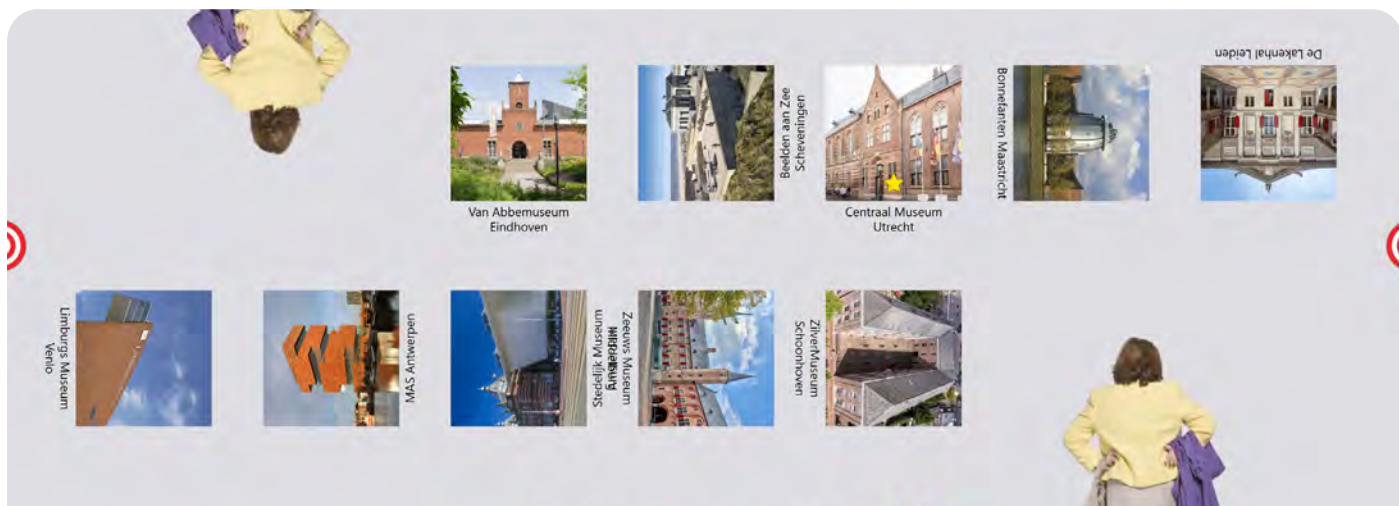 De Lakenhal Leiden
Van Abbemuseum
Eindhoven
Beelden aan Zee
Scheveningen
Centraal Museum
Utrecht
Bonnefanten Maastricht
Limburgs Museum
Venlo
MAS Antwerpen
Stedelijk Museum
Zeeuws Museum
ZilverMuseum
Schoonhoven